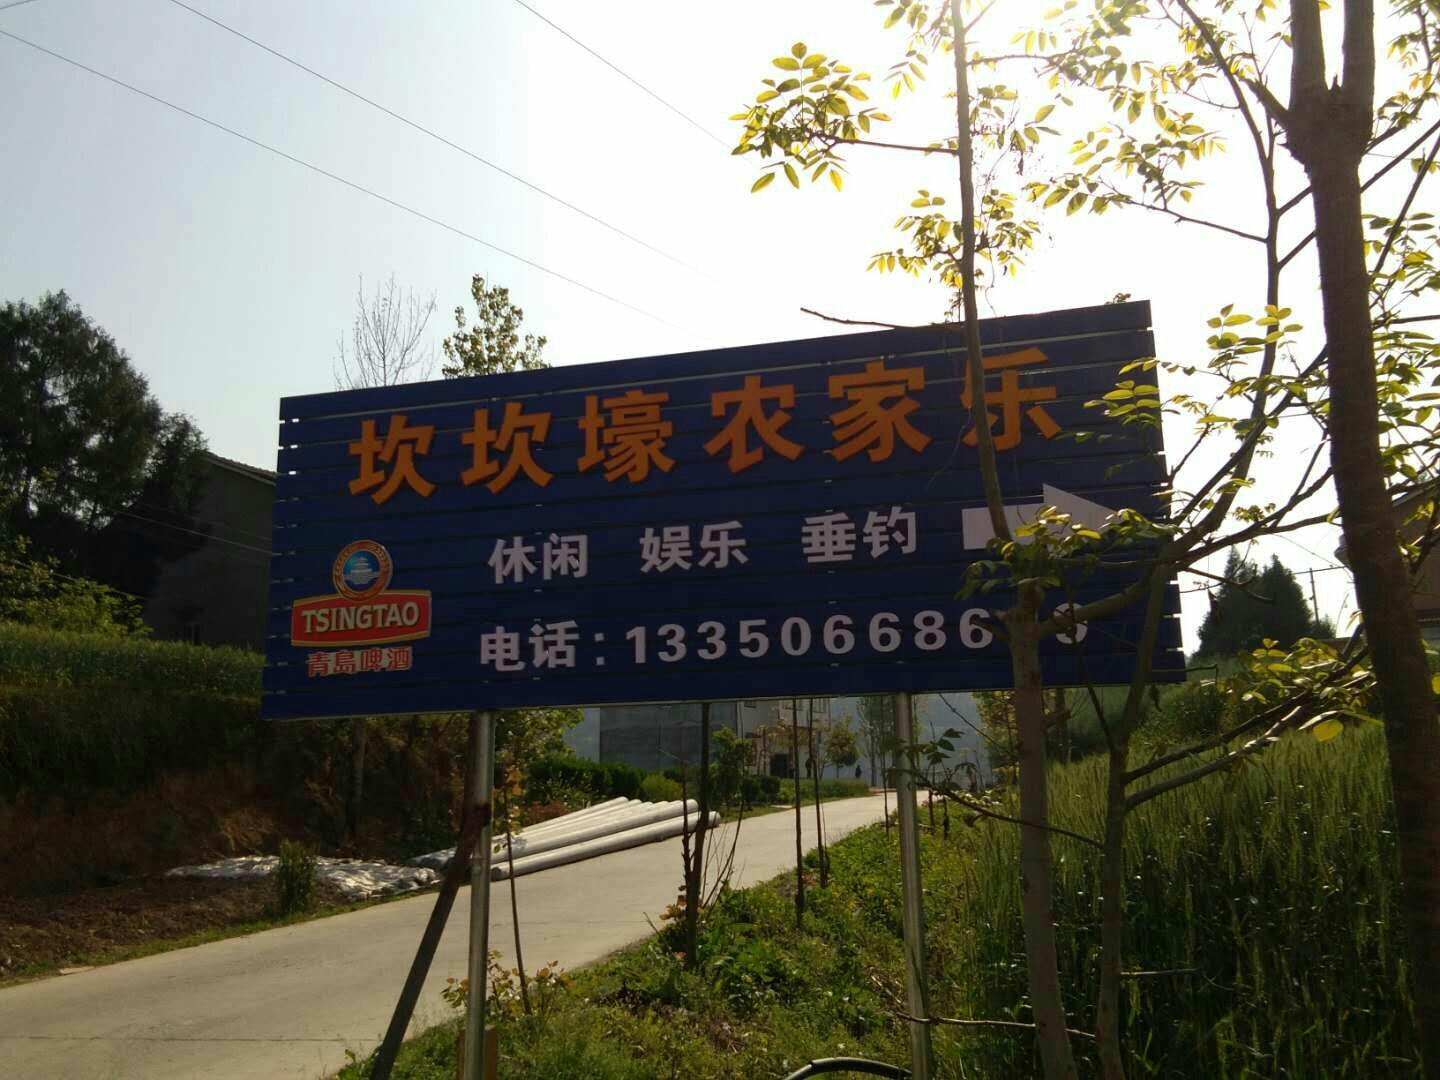 坎坎壕农家乐
休闲 娱乐 垂钓
TSINGTAO
青岛啤酒
电话:133506686